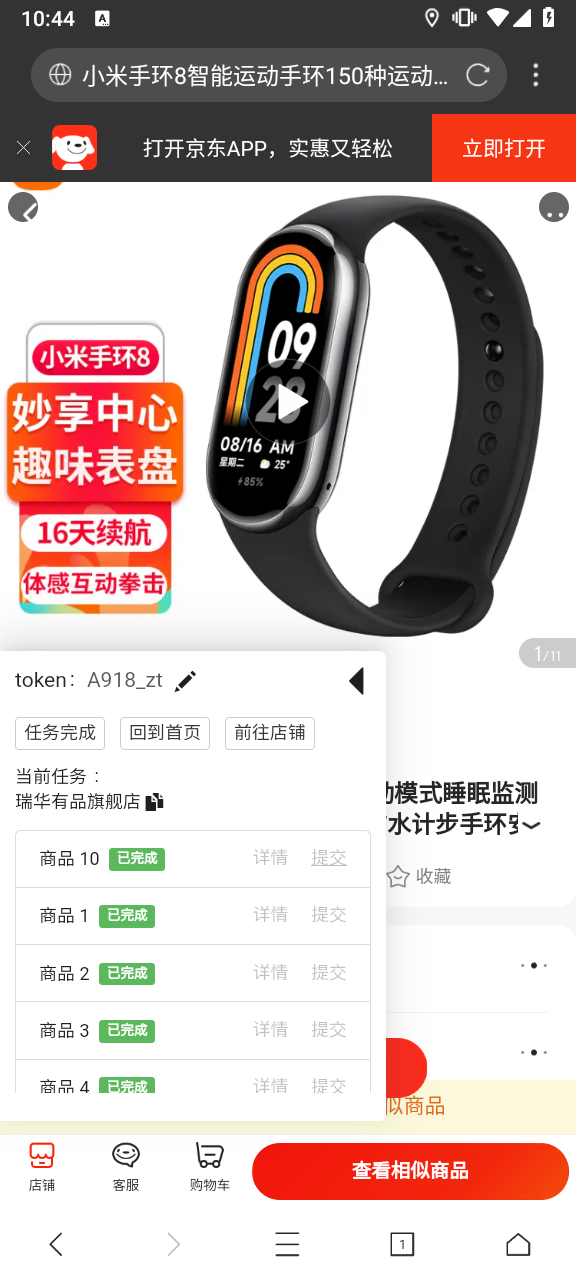 10:44
A
小米手环8智能运动手环150种运动...
打开京东APP，实惠又轻松
立即打开
小米手环8
妙享中心
趣味表盘
16天续航
体感互动拳击
09
08/16 AM
星期二 25°
85%
1/11
token： A918_zt
任务完成 回到首页 前往店铺
当前任务：
瑞华有品旗舰店
动模式睡眠监测
水计步手环
收藏
商品 10 已完成 详情 提交
商品 1 已完成 详情 提交
商品 2 已完成 详情 提交
商品 3 已完成 详情 提交
商品 4 已完成 详情 提交
似商品
店铺 客服 购物车 查看相似商品
1